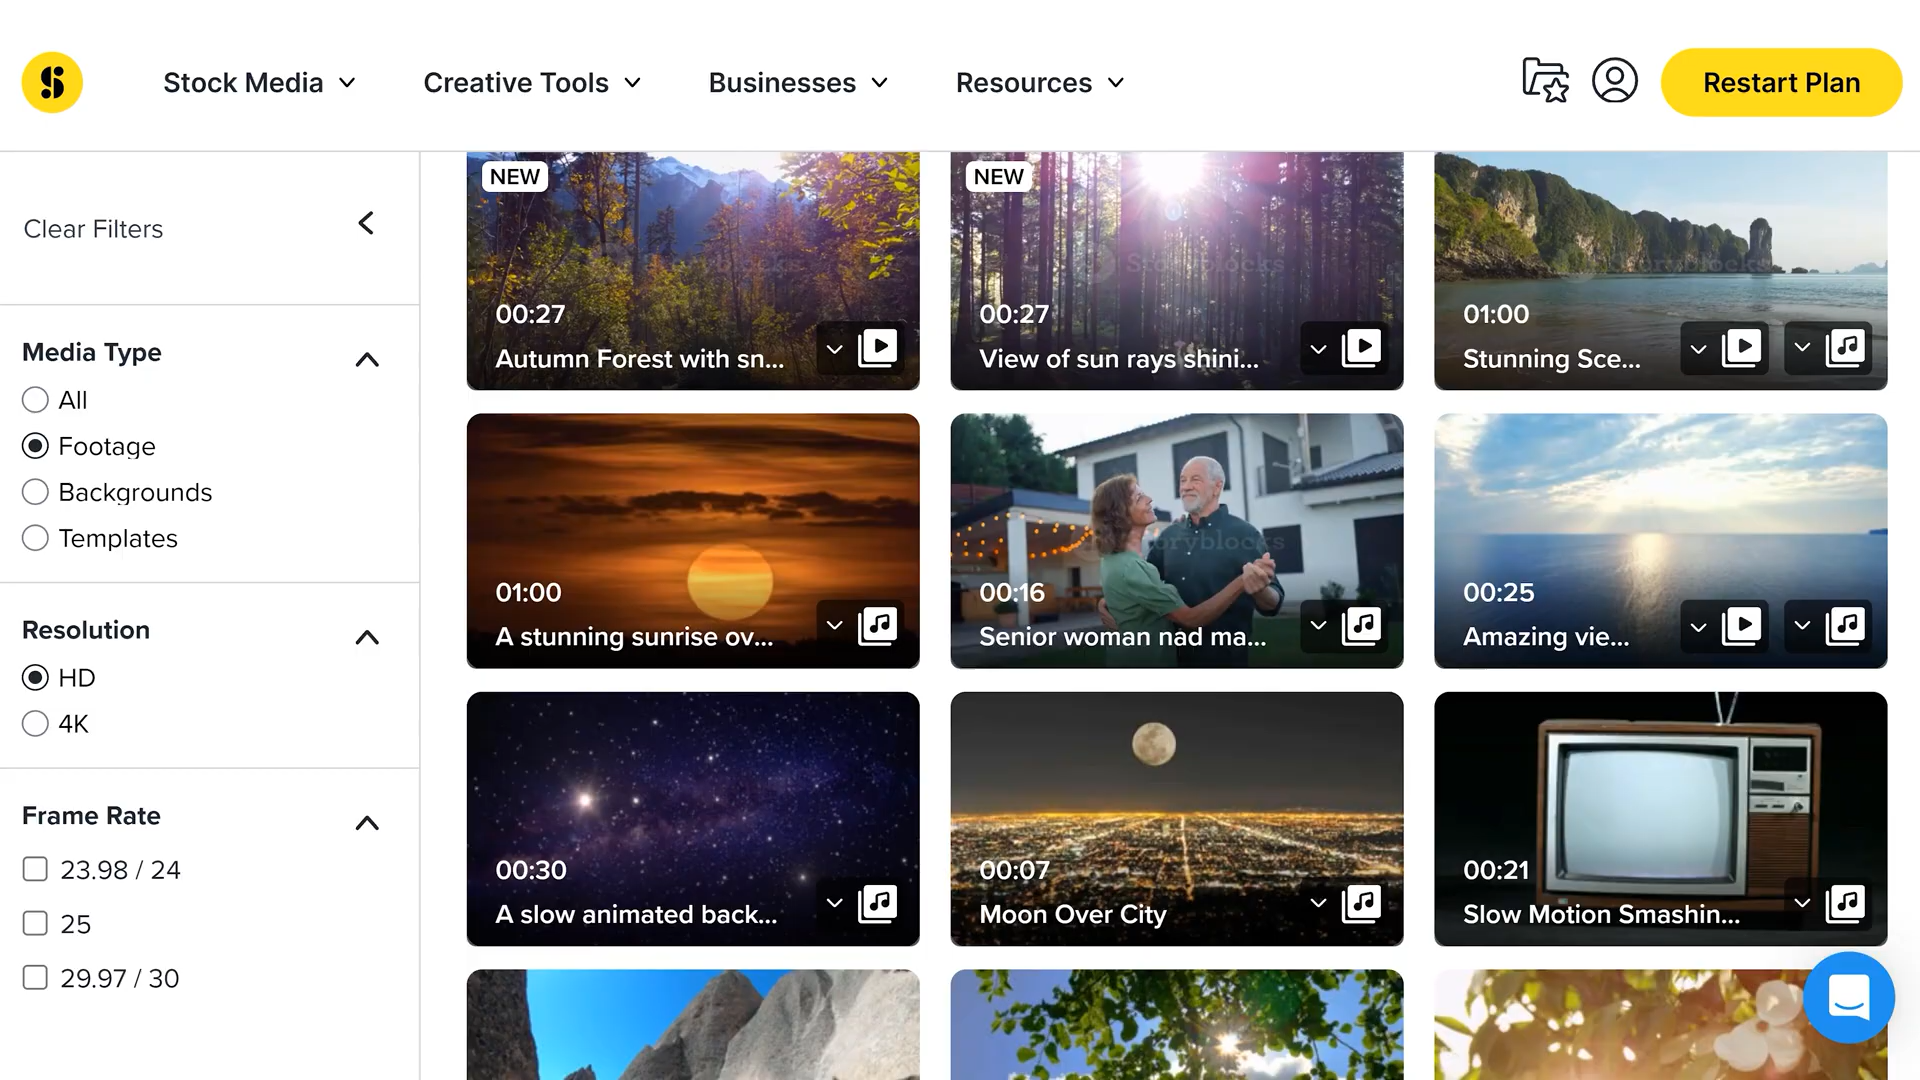 Stock Media
Creative Tools
Businesses
Resources
Restart Plan
Clear Filters
Media Type
All
Footage
Backgrounds
Templates
Resolution
HD
4K
Frame Rate
23.98 / 24
25
29.97 / 30
NEW
00:27
Autumn Forest with sn...
NEW
Storyblocks
00:27
View of sun rays shini...
Storyblocks
01:00
Stunning Sce...
01:00
A stunning sunrise ov...
oryblocks
00:16
Senior woman nad ma...
00:25
Amazing vie...
00:30
A slow animated back...
00:07
Moon Over City
00:21
Slow Motion Smashin...